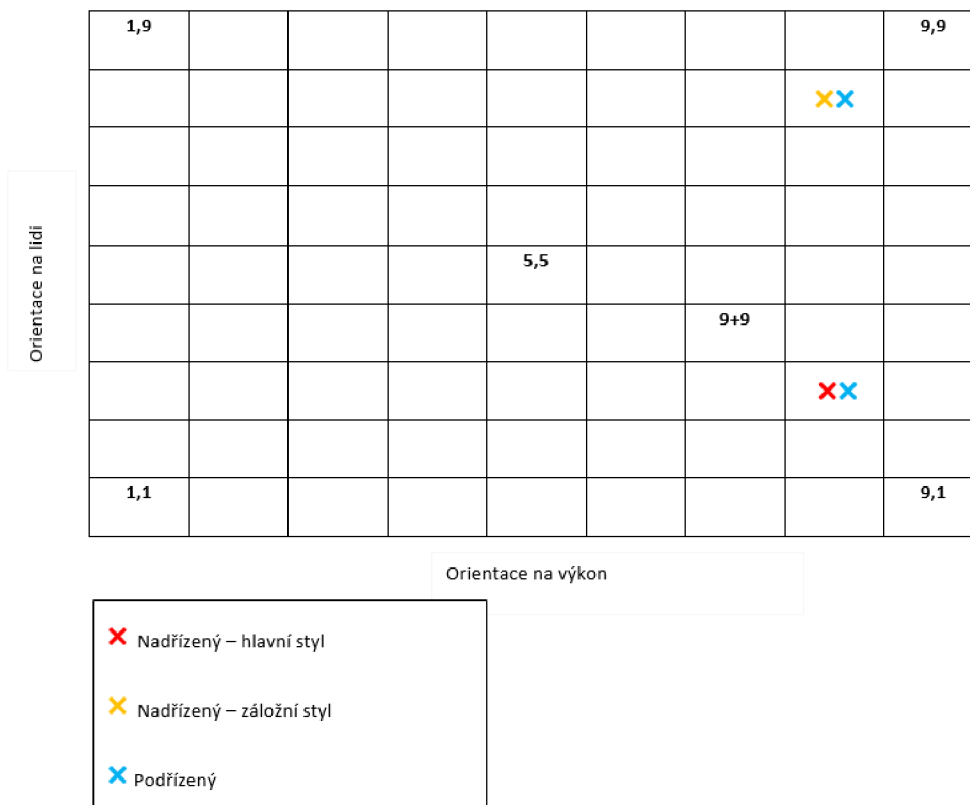 1,9 9,9
Orientace na lidi
5,5
9+9
1,1 9,1
Orientace na výkon
Nadřízený – hlavní styl
Nadřízený – záložní styl
Podřízený